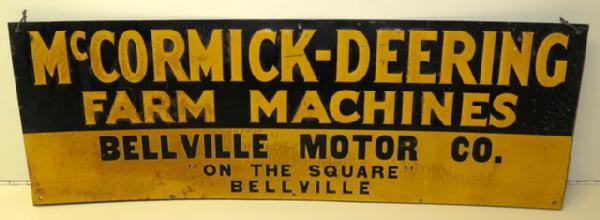 McCORMICK-DEERING
FARM MACHINES
BELLVILLE MOTOR CO.
"ON THE SQUARE"
BELLVILLE